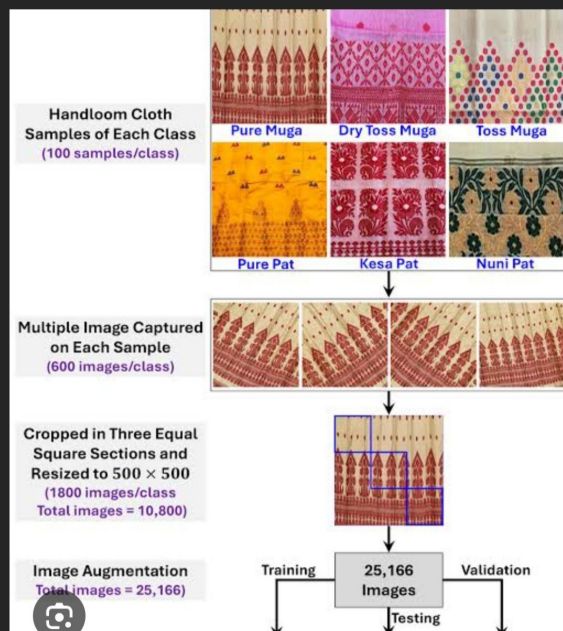 Handloom Cloth
Samples of Each Class
(100 samples/class)
Pure Muga
Dry Toss Muga
Toss Muga
Pure Pat
Kesa Pat
Nuni Pat
Multiple Image Captured
on Each Sample
(600 images/class)
Cropped in Three Equal
Square Sections and
Resized to 500 × 500
(1800 images/class
Total images = 10,800)
Image Augmentation
Total images = 25,166)
25,166
Images
Training
Validation
Testing